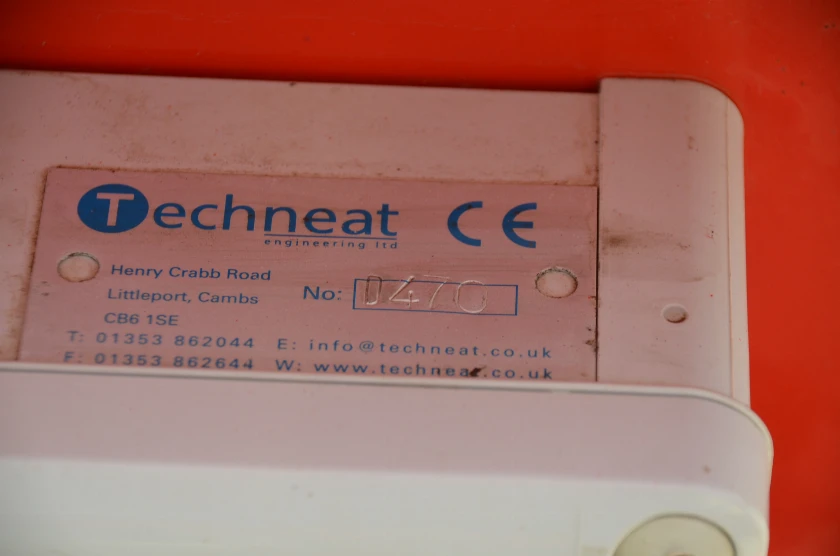 Techneat CE
engineering ltd
Henry Crabb Road
Littleport, Cambs
No: 0470
CB6 1SE
T: 01353 862044 E: info@techneat.co.uk
F: 01353 862644 W: www.techneat.co.uk